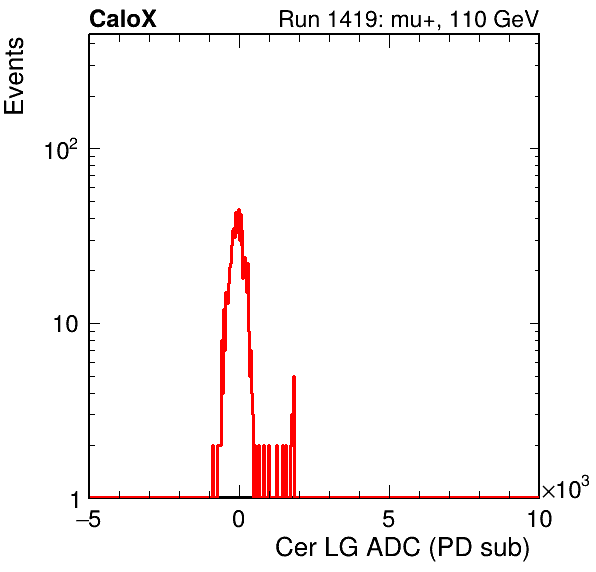 CaloX Run 1419: mu+, 110 GeV
Events
10²
10
1
−5 0 5 10
×10³
Cer LG ADC (PD sub)